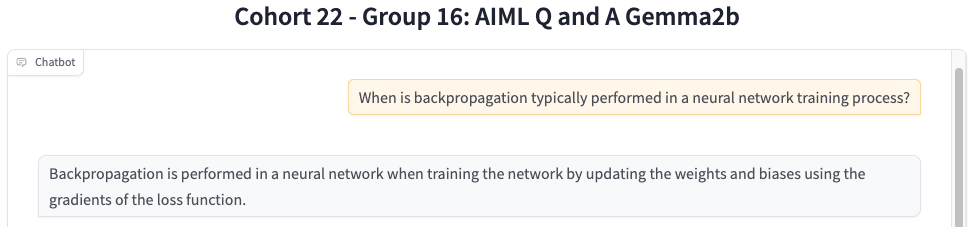 Cohort 22 - Group 16: AIML Q and A Gemma2b
Chatbot
When is backpropagation typically performed in a neural network training process?
Backpropagation is performed in a neural network when training the network by updating the weights and biases using the
gradients of the loss function.